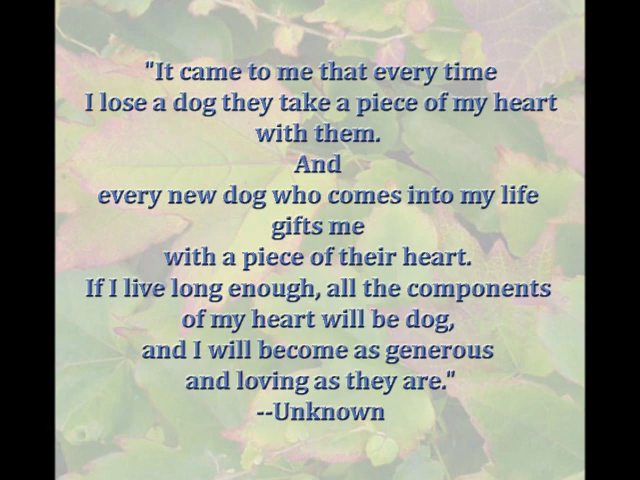 "It came to me that every time
I lose a dog they take a piece of my heart
with them.
And
every new dog who comes into my life
gifts me
with a piece of their heart.
If I live long enough, all the components
of my heart will be dog,
and I will become as generous
and loving as they are."
--Unknown